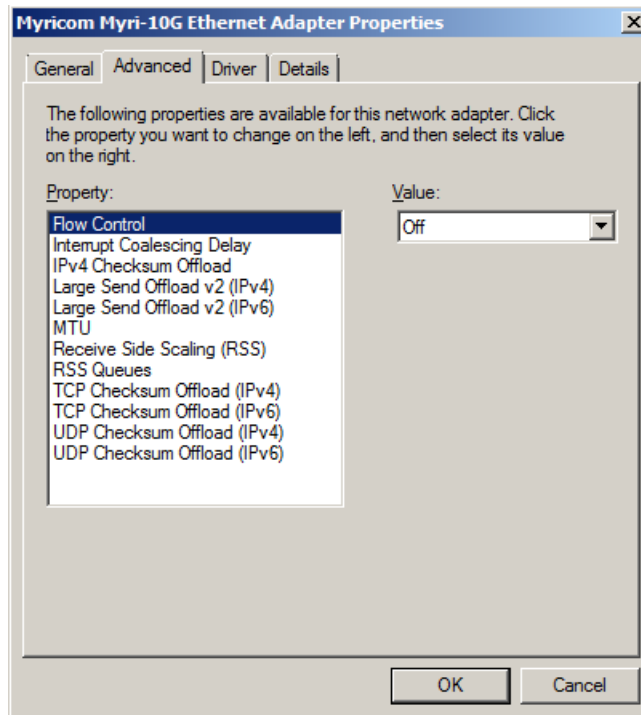 Myricom Myri-10G Ethernet Adapter Properties
General Advanced Driver Details
The following properties are available for this network adapter. Click
the property you want to change on the left, and then select its value
on the right.
Property: Value:
Flow Control Off
Interrupt Coalescing Delay
IPv4 Checksum Offload
Large Send Offload v2 (IPv4)
Large Send Offload v2 (IPv6)
MTU
Receive Side Scaling (RSS)
RSS Queues
TCP Checksum Offload (IPv4)
TCP Checksum Offload (IPv6)
UDP Checksum Offload (IPv4)
UDP Checksum Offload (IPv6)
OK Cancel